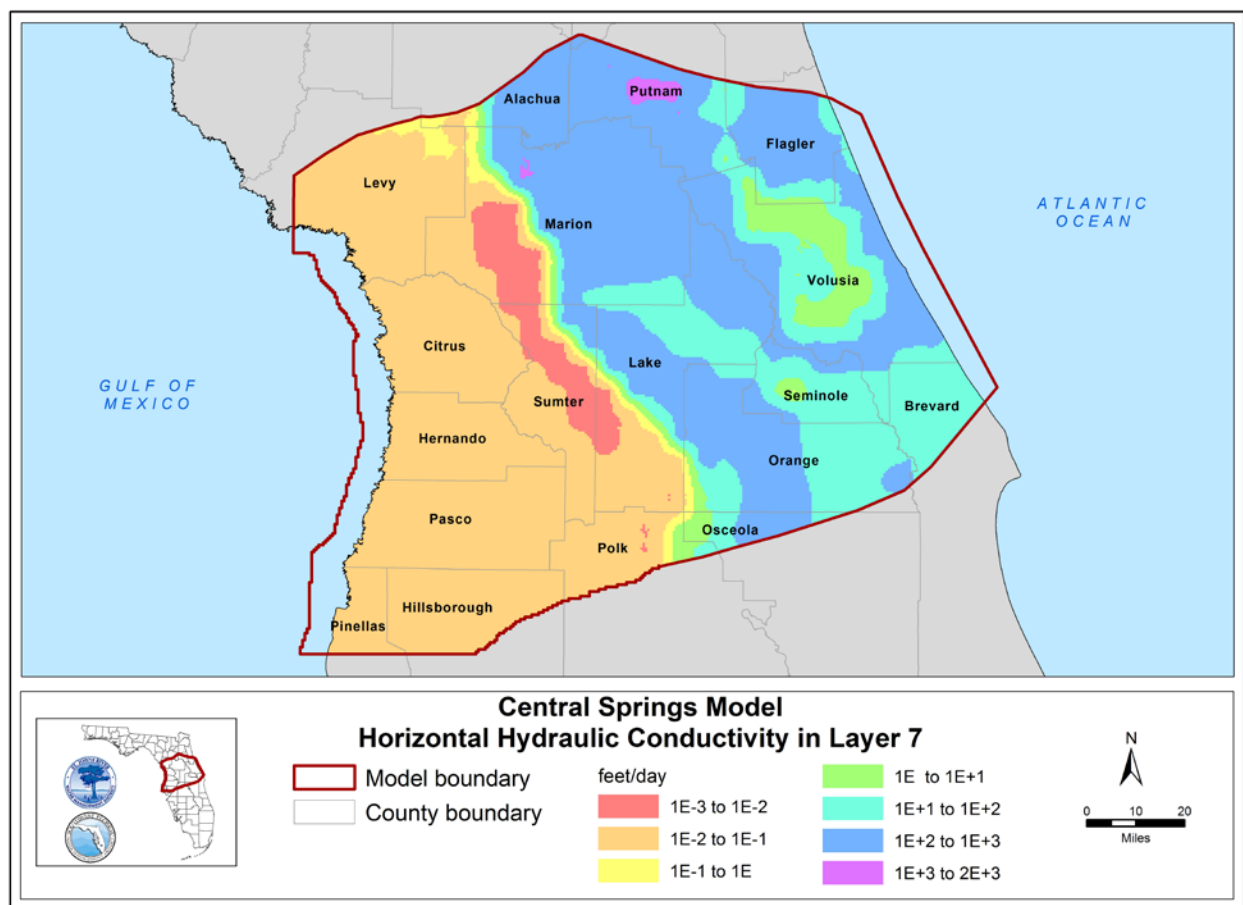 Alachua
Putnam
Flagler
Levy
Marion
ATLANTIC
OCEAN
Volusia
Citrus
Lake
GULF OF
MEXICO
Sumter
Seminole
Brevard
Hernando
Orange
Pasco
Osceola
Polk
Hillsborough
Pinellas
Central Springs Model
Horizontal Hydraulic Conductivity in Layer 7
Model boundary
County boundary
feet/day
1E-3 to 1E-2
1E-2 to 1E-1
1E-1 to 1E
1E to 1E+1
1E+1 to 1E+2
1E+2 to 1E+3
1E+3 to 2E+3
N
0 10 20
Miles